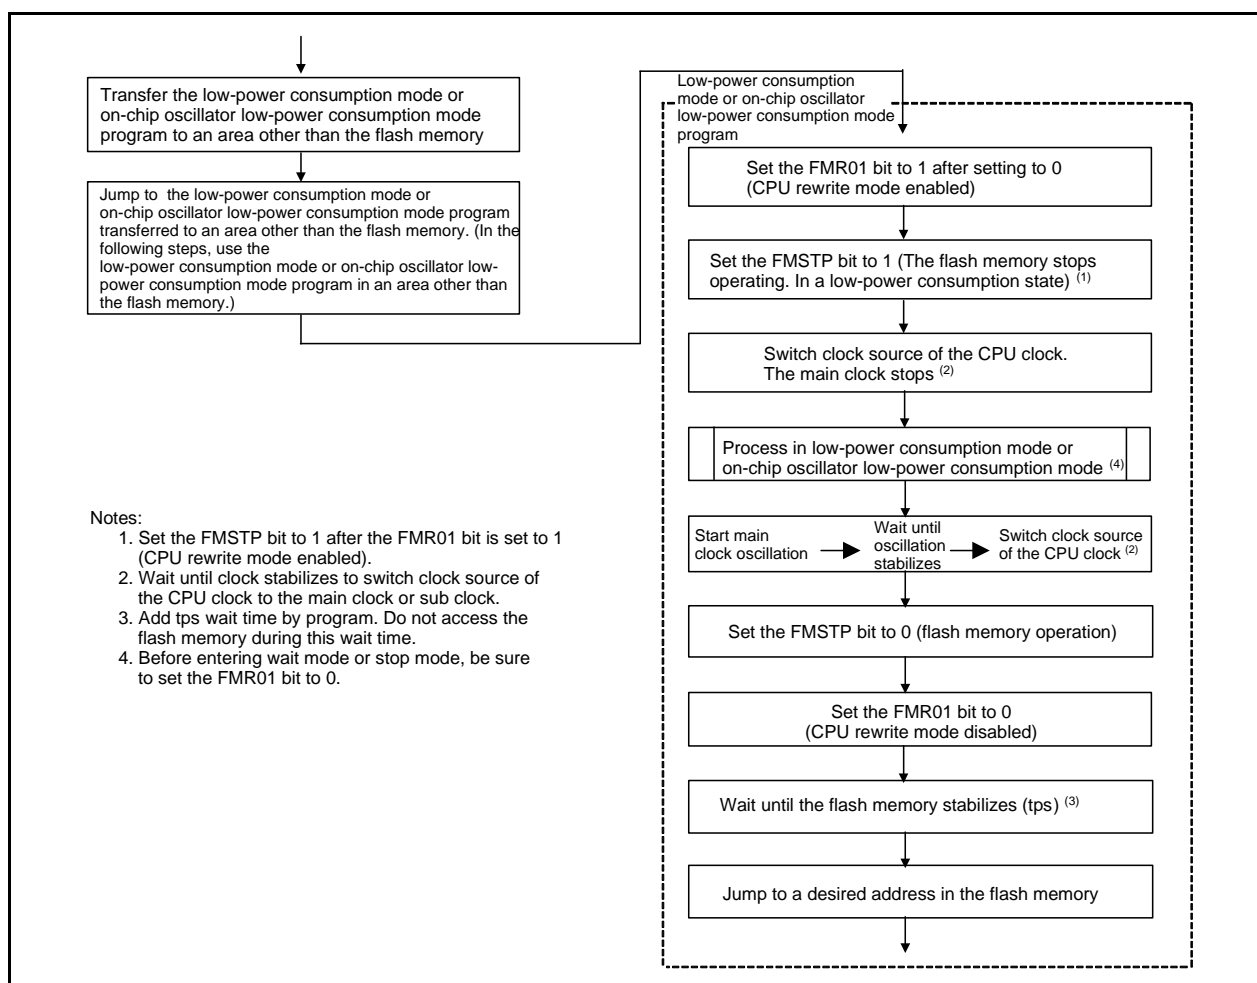 Transfer the low-power consumption mode or
on-chip oscillator low-power consumption mode
program to an area other than the flash memory
Jump to the low-power consumption mode or
on-chip oscillator low-power consumption mode program
transferred to an area other than the flash memory. (In the
following steps, use the
low-power consumption mode or on-chip oscillator low-
power consumption mode program in an area other than
the flash memory.)
Low-power consumption
mode or on-chip oscillator
low-power consumption mode
program
Set the FMR01 bit to 1 after setting to 0
(CPU rewrite mode enabled)
Set the FMSTP bit to 1 (The flash memory stops
operating. In a low-power consumption state) (1)
Switch clock source of the CPU clock.
The main clock stops (2)
Process in low-power consumption mode or
on-chip oscillator low-power consumption mode (4)
Start main
clock oscillation
Wait until
oscillation
stabilizes
Switch clock source
of the CPU clock (2)
Set the FMSTP bit to 0 (flash memory operation)
Set the FMR01 bit to 0
(CPU rewrite mode disabled)
Wait until the flash memory stabilizes (tps) (3)
Jump to a desired address in the flash memory
Notes:
1. Set the FMSTP bit to 1 after the FMR01 bit is set to 1
(CPU rewrite mode enabled).
2. Wait until clock stabilizes to switch clock source of
the CPU clock to the main clock or sub clock.
3. Add tps wait time by program. Do not access the
flash memory during this wait time.
4. Before entering wait mode or stop mode, be sure
to set the FMR01 bit to 0.